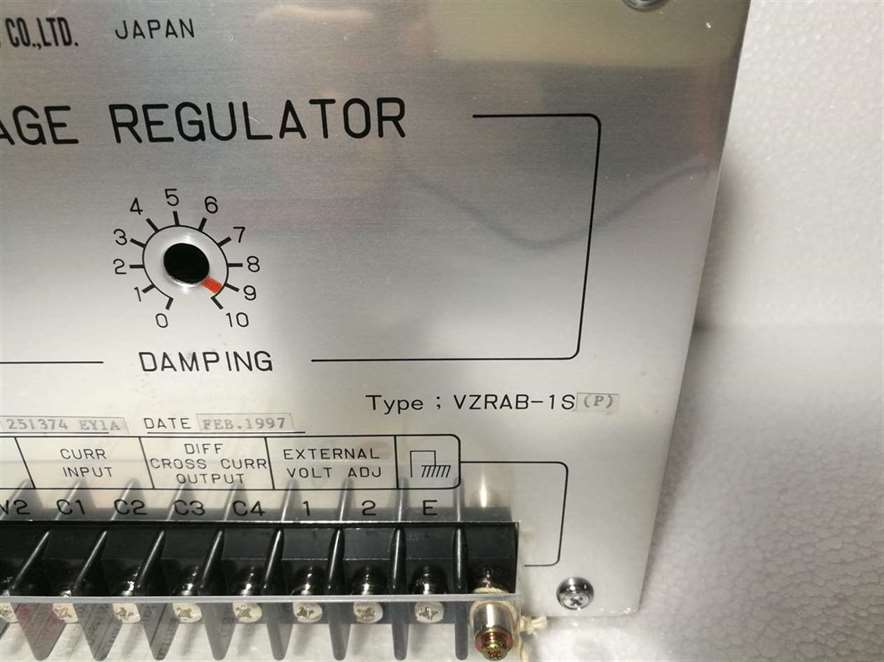 CO.,LTD. JAPAN
AGE REGULATOR
0 1 2 3 4 5 6 7 8 9 10
DAMPING
Type ; VZRAB-1S (P)
251374 EY1A DATE FEB.1997
CURR INPUT
DIFF CROSS CURR OUTPUT
EXTERNAL VOLT ADJ
C1 C2 C3 C4 1 2 E